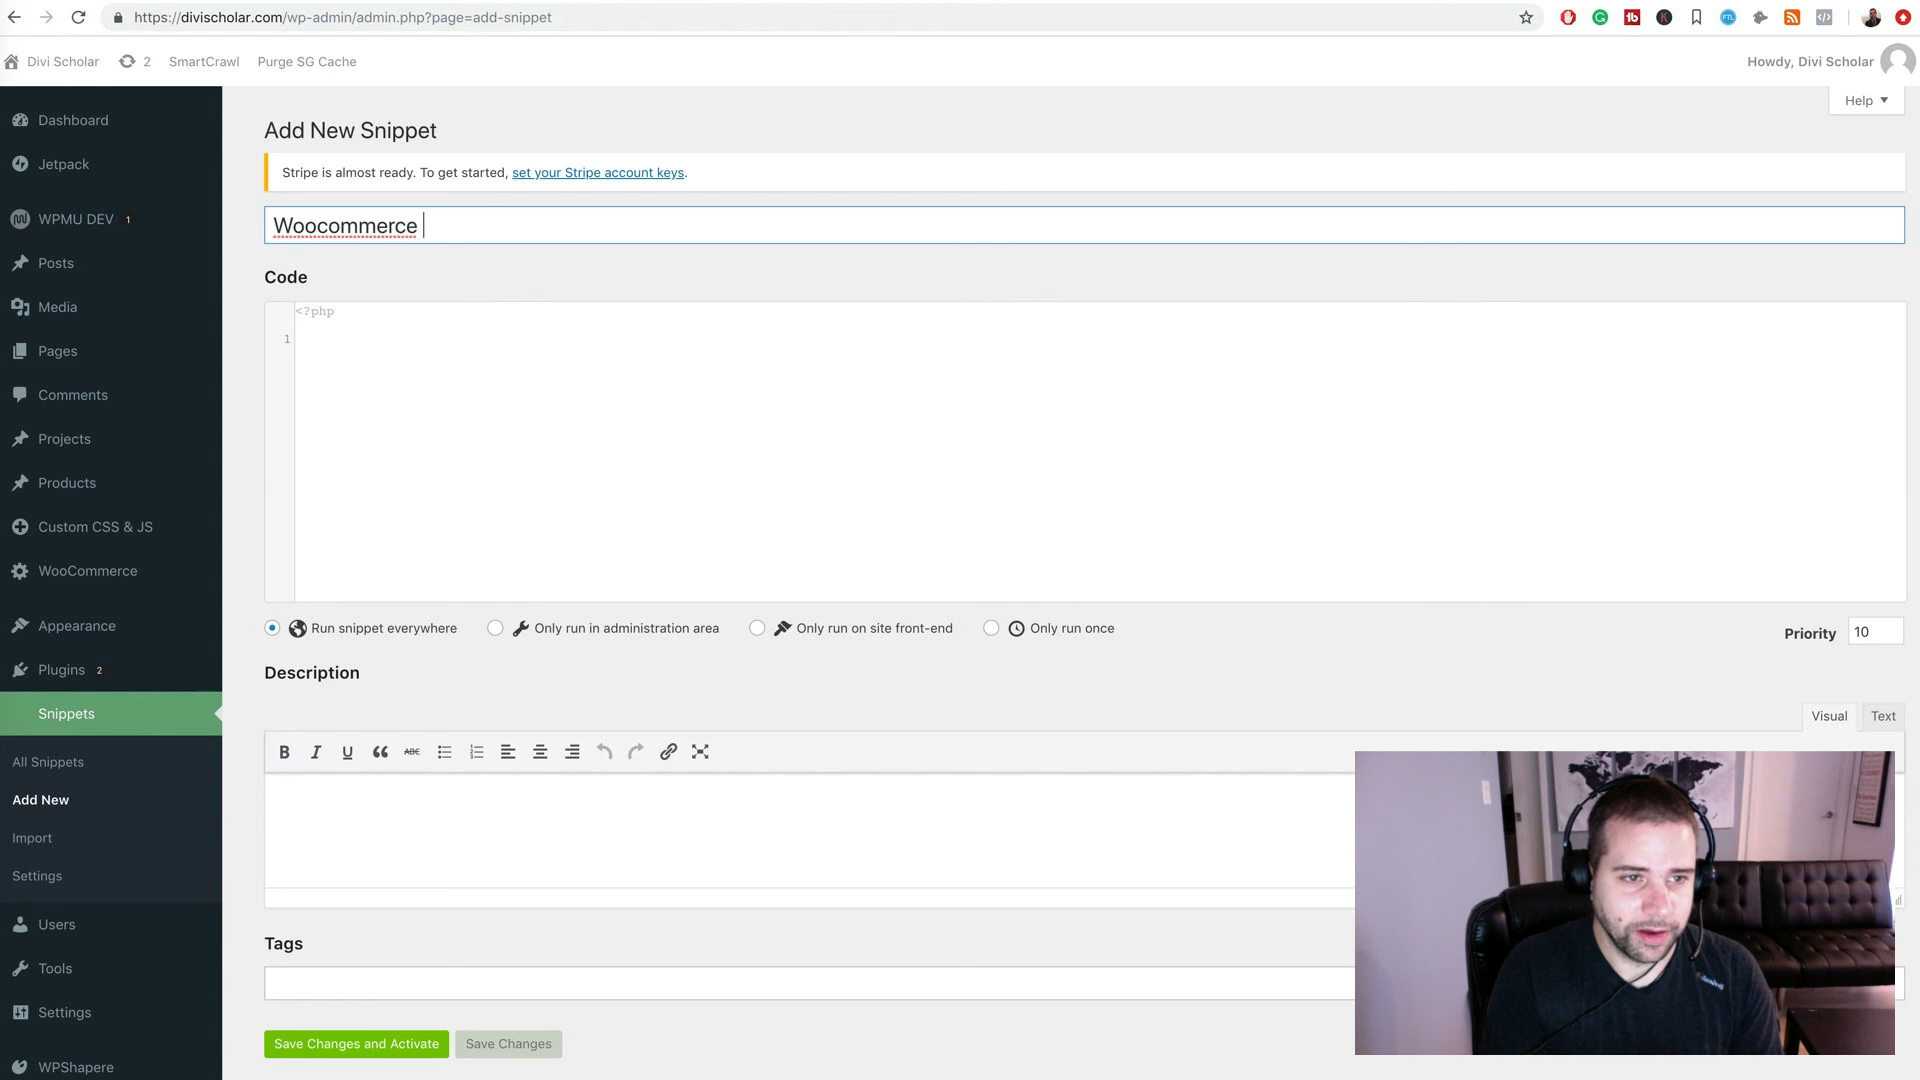 https://divischolar.com/wp-admin/admin.php?page=add-snippet
Divi Scholar
2
SmartCrawl
Purge SG Cache
Howdy, Divi Scholar
Help
Dashboard
Jetpack
WPMU DEV 1
Posts
Media
Pages
Comments
Projects
Products
Custom CSS & JS
WooCommerce
Appearance
Plugins 2
Snippets
All Snippets
Add New
Import
Settings
Users
Tools
Settings
WPShapere
Add New Snippet
Stripe is almost ready. To get started, set your Stripe account keys.
Woocommerce
Code
<?php
1
Run snippet everywhere
Only run in administration area
Only run on site front-end
Only run once
Priority 10
Description
Visual
Text
B I U ABC
Tags
Save Changes and Activate
Save Changes